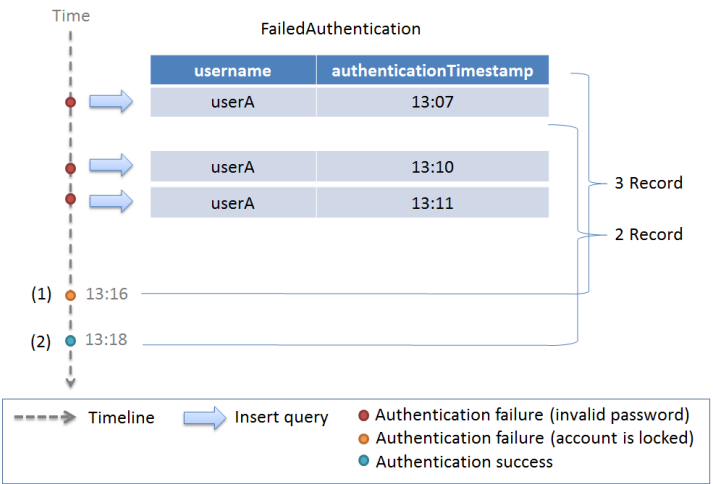 Time
FailedAuthentication
username authenticationTimestamp
userA 13:07
userA 13:10
userA 13:11
3 Record
2 Record
(1) 13:16
(2) 13:18
Timeline Insert query Authentication failure (invalid password)
Authentication failure (account is locked)
Authentication success